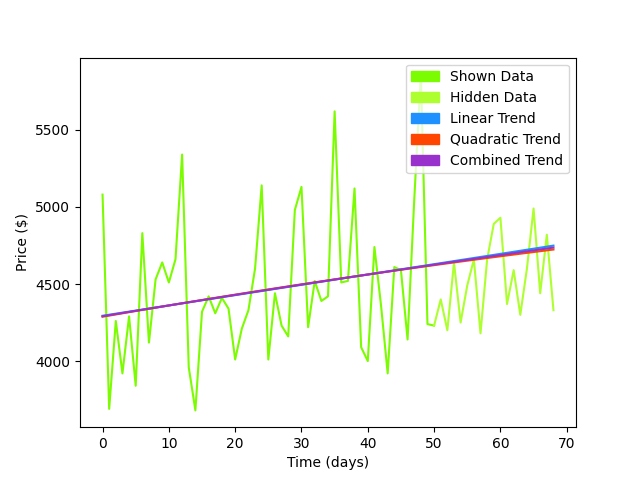 Shown Data
Hidden Data
Linear Trend
Quadratic Trend
Combined Trend
5500
5000
4500
4000
Price ($)
0 10 20 30 40 50 60 70
Time (days)